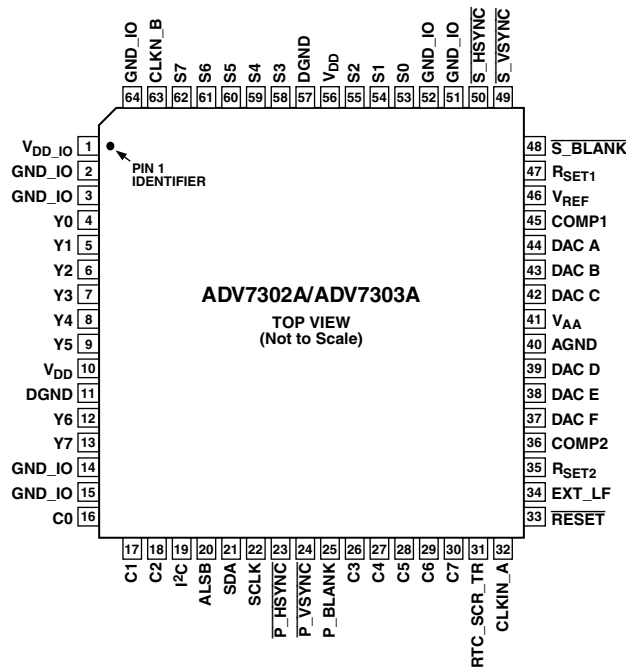 GND_IO
CLKN_B
S7
S6
S5
S4
S3
DGND
VDD
S2
S1
S0
GND_IO
GND_IO
S_HSYNC
S_VSYNC
64 63 62 61 60 59 58 57 56 55 54 53 52 51 50 49
VDD_IO 1
GND_IO 2
GND_IO 3
Y0 4
Y1 5
Y2 6
Y3 7
Y4 8
Y5 9
VDD 10
DGND 11
Y6 12
Y7 13
GND_IO 14
GND_IO 15
C0 16
PIN 1
IDENTIFIER
ADV7302A/ADV7303A
TOP VIEW
(Not to Scale)
48 S_BLANK
47 RSET1
46 VREF
45 COMP1
44 DAC A
43 DAC B
42 DAC C
41 VAA
40 AGND
39 DAC D
38 DAC E
37 DAC F
36 COMP2
35 RSET2
34 EXT_LF
33 RESET
17 18 19 20 21 22 23 24 25 26 27 28 29 30 31 32
C1
C2
I2C
ALSB
SDA
SCLK
P_HSYNC
P_VSYNC
P_BLANK
C3
C4
C5
C6
C7
RTC_SCR_TR
CLKIN_A